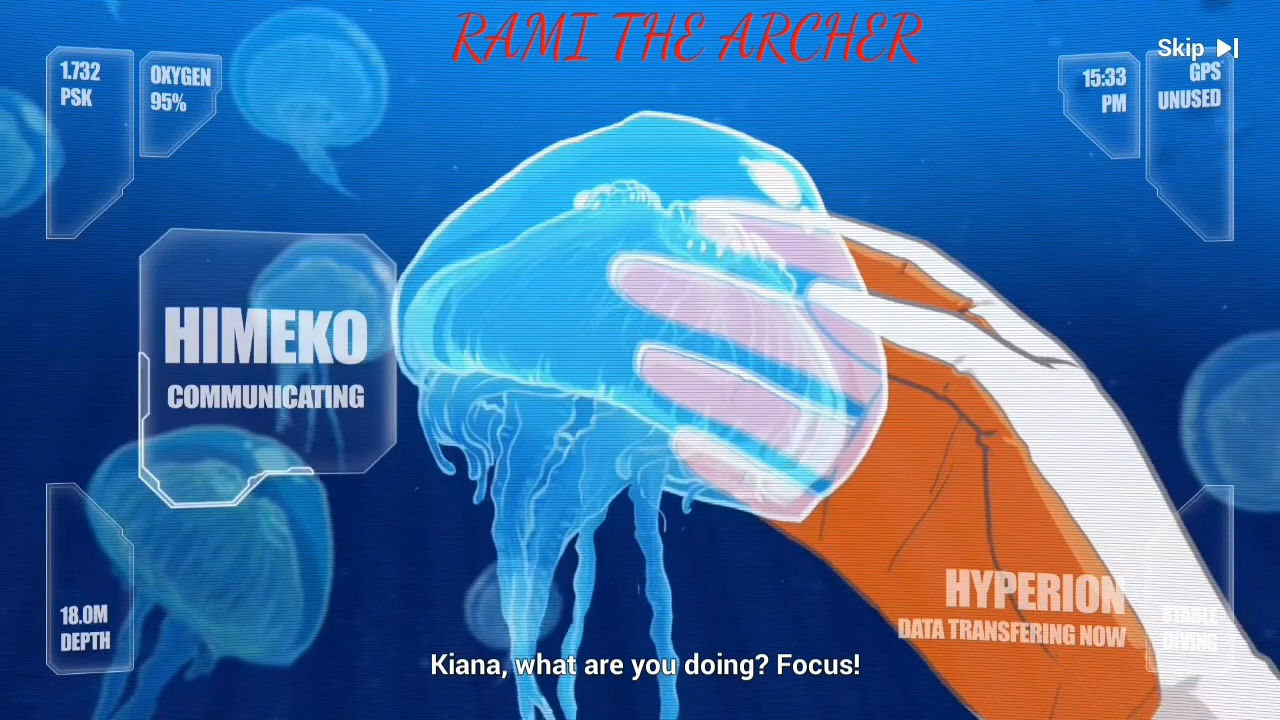 RAMI THE ARCHER
Skip
1.732
PSK
OXYGEN
95%
15:33
PM
GPS
UNUSED
HIMEKO
COMMUNICATING
18.0M
DEPTH
HYPERION
DATA TRANSFERING NOW
Kiana, what are you doing? Focus!